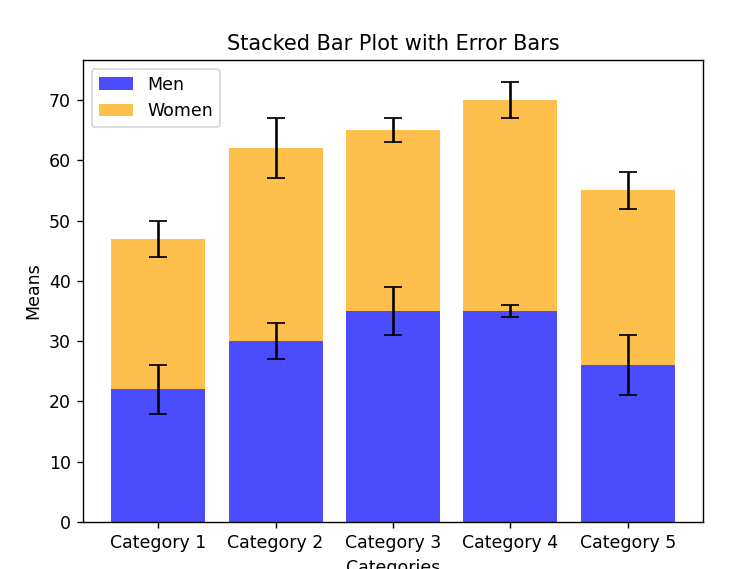 Stacked Bar Plot with Error Bars
Men
Women
70
60
50
40
30
20
10
0
Means
Category 1 Category 2 Category 3 Category 4 Category 5
Categories